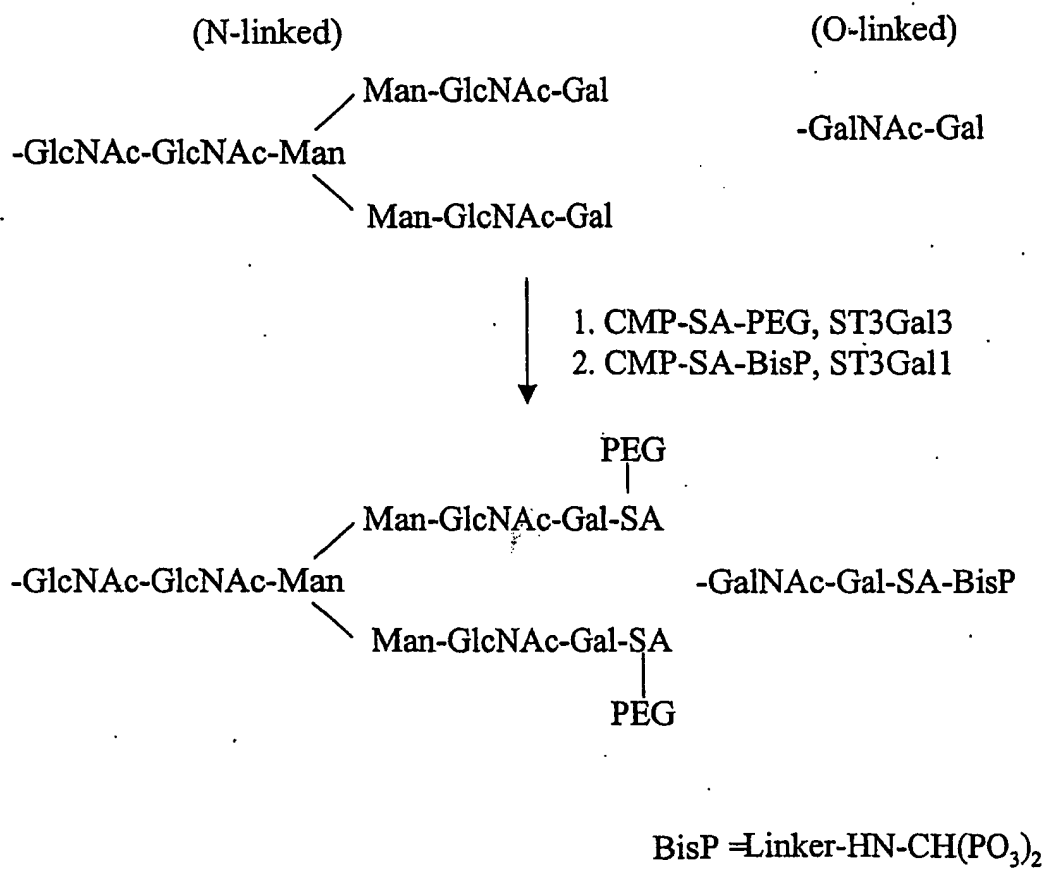 (N-linked) (O-linked)
Man-GlcNAc-Gal
-GalNAc-Gal
-GlcNAc-GlcNAc-Man
Man-GlcNAc-Gal
1. CMP-SA-PEG, ST3Gal3
2. CMP-SA-BisP, ST3Gal1
PEG
Man-GlcNAc-Gal-SA
-GlcNAc-GlcNAc-Man -GalNAc-Gal-SA-BisP
Man-GlcNAc-Gal-SA
PEG
BisP =Linker-HN-CH(PO₃)₂